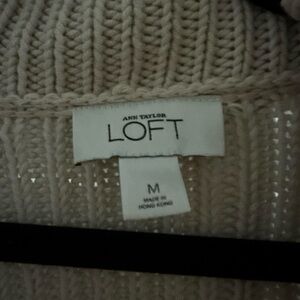 ANN TAYLOR
LOFT
M
MADE IN
HONG KONG